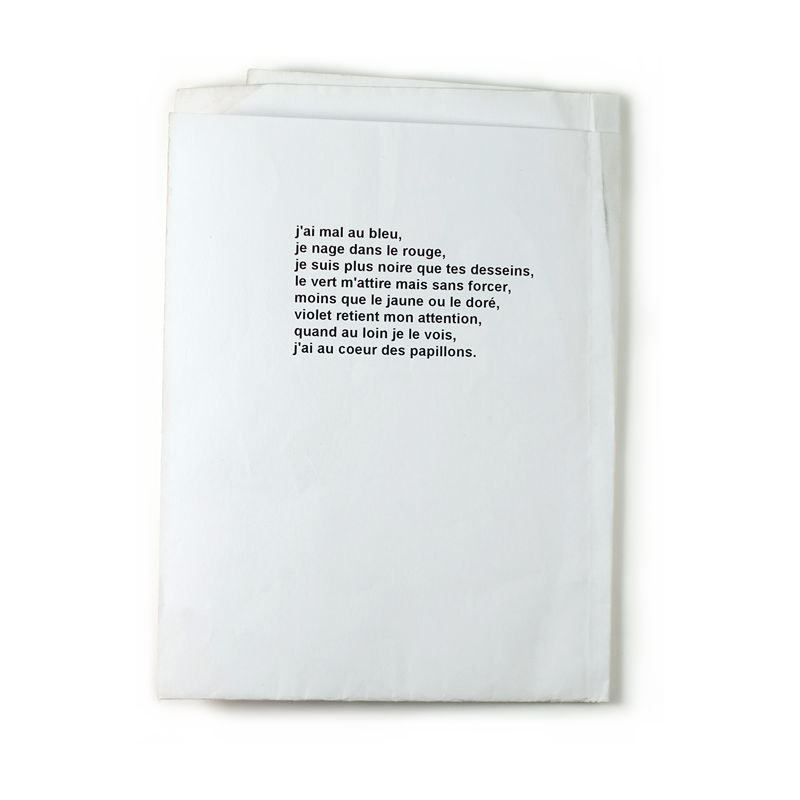 j'ai mal au bleu,
je nage dans le rouge,
je suis plus noire que tes desseins,
le vert m'attire mais sans forcer,
moins que le jaune ou le doré,
violet retient mon attention,
quand au loin je le vois,
j'ai au coeur des papillons.